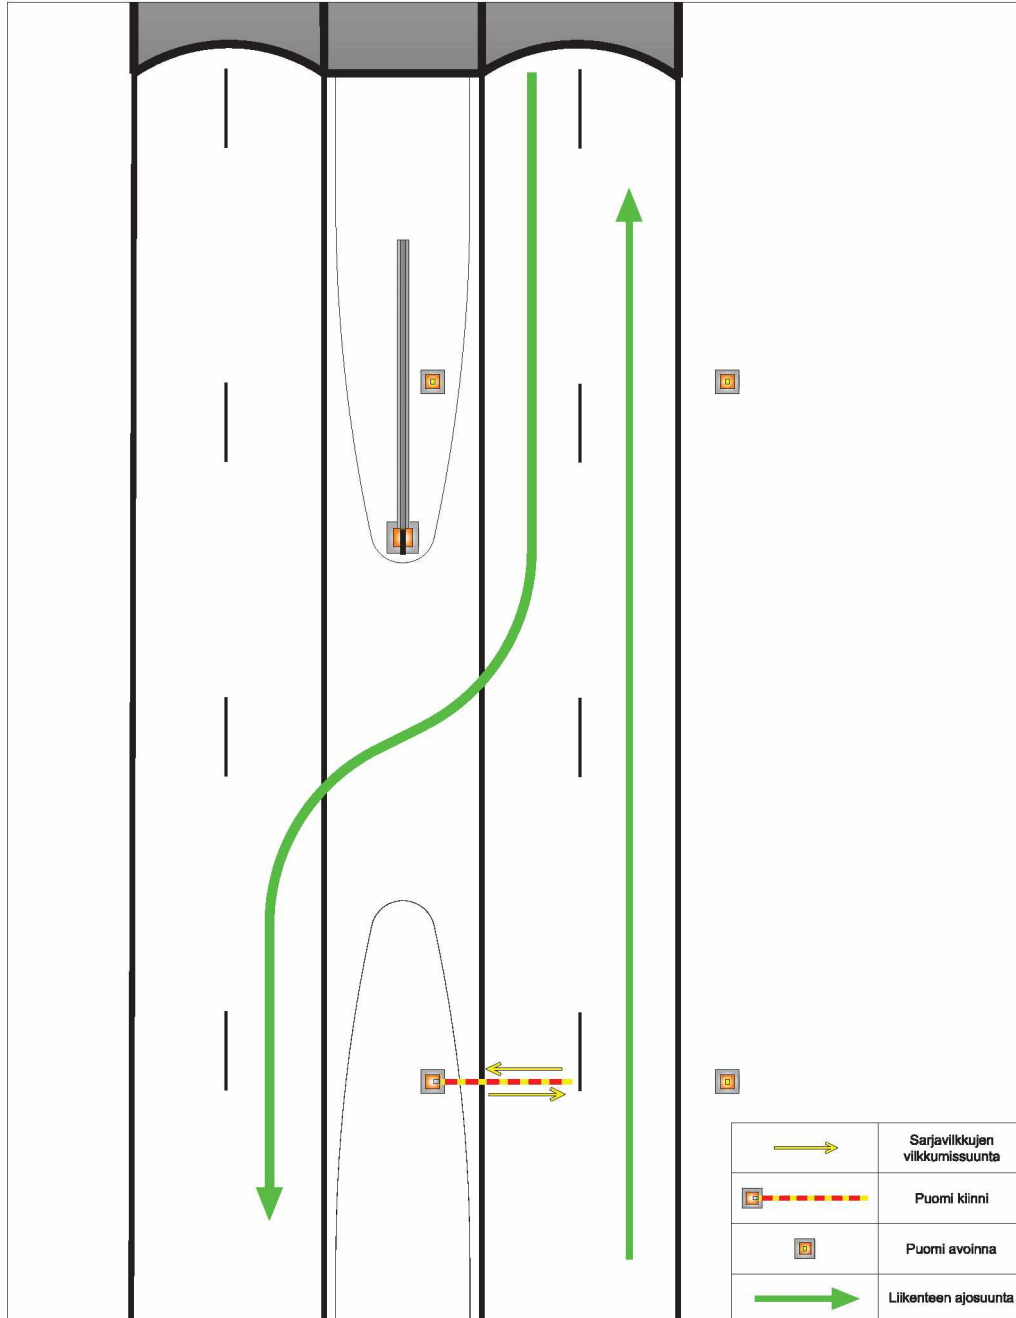 Sarjavilkkujen
vilkkumissuunta
Puomi kiinni
Puomi avoinna
Liikenteen ajosuunta